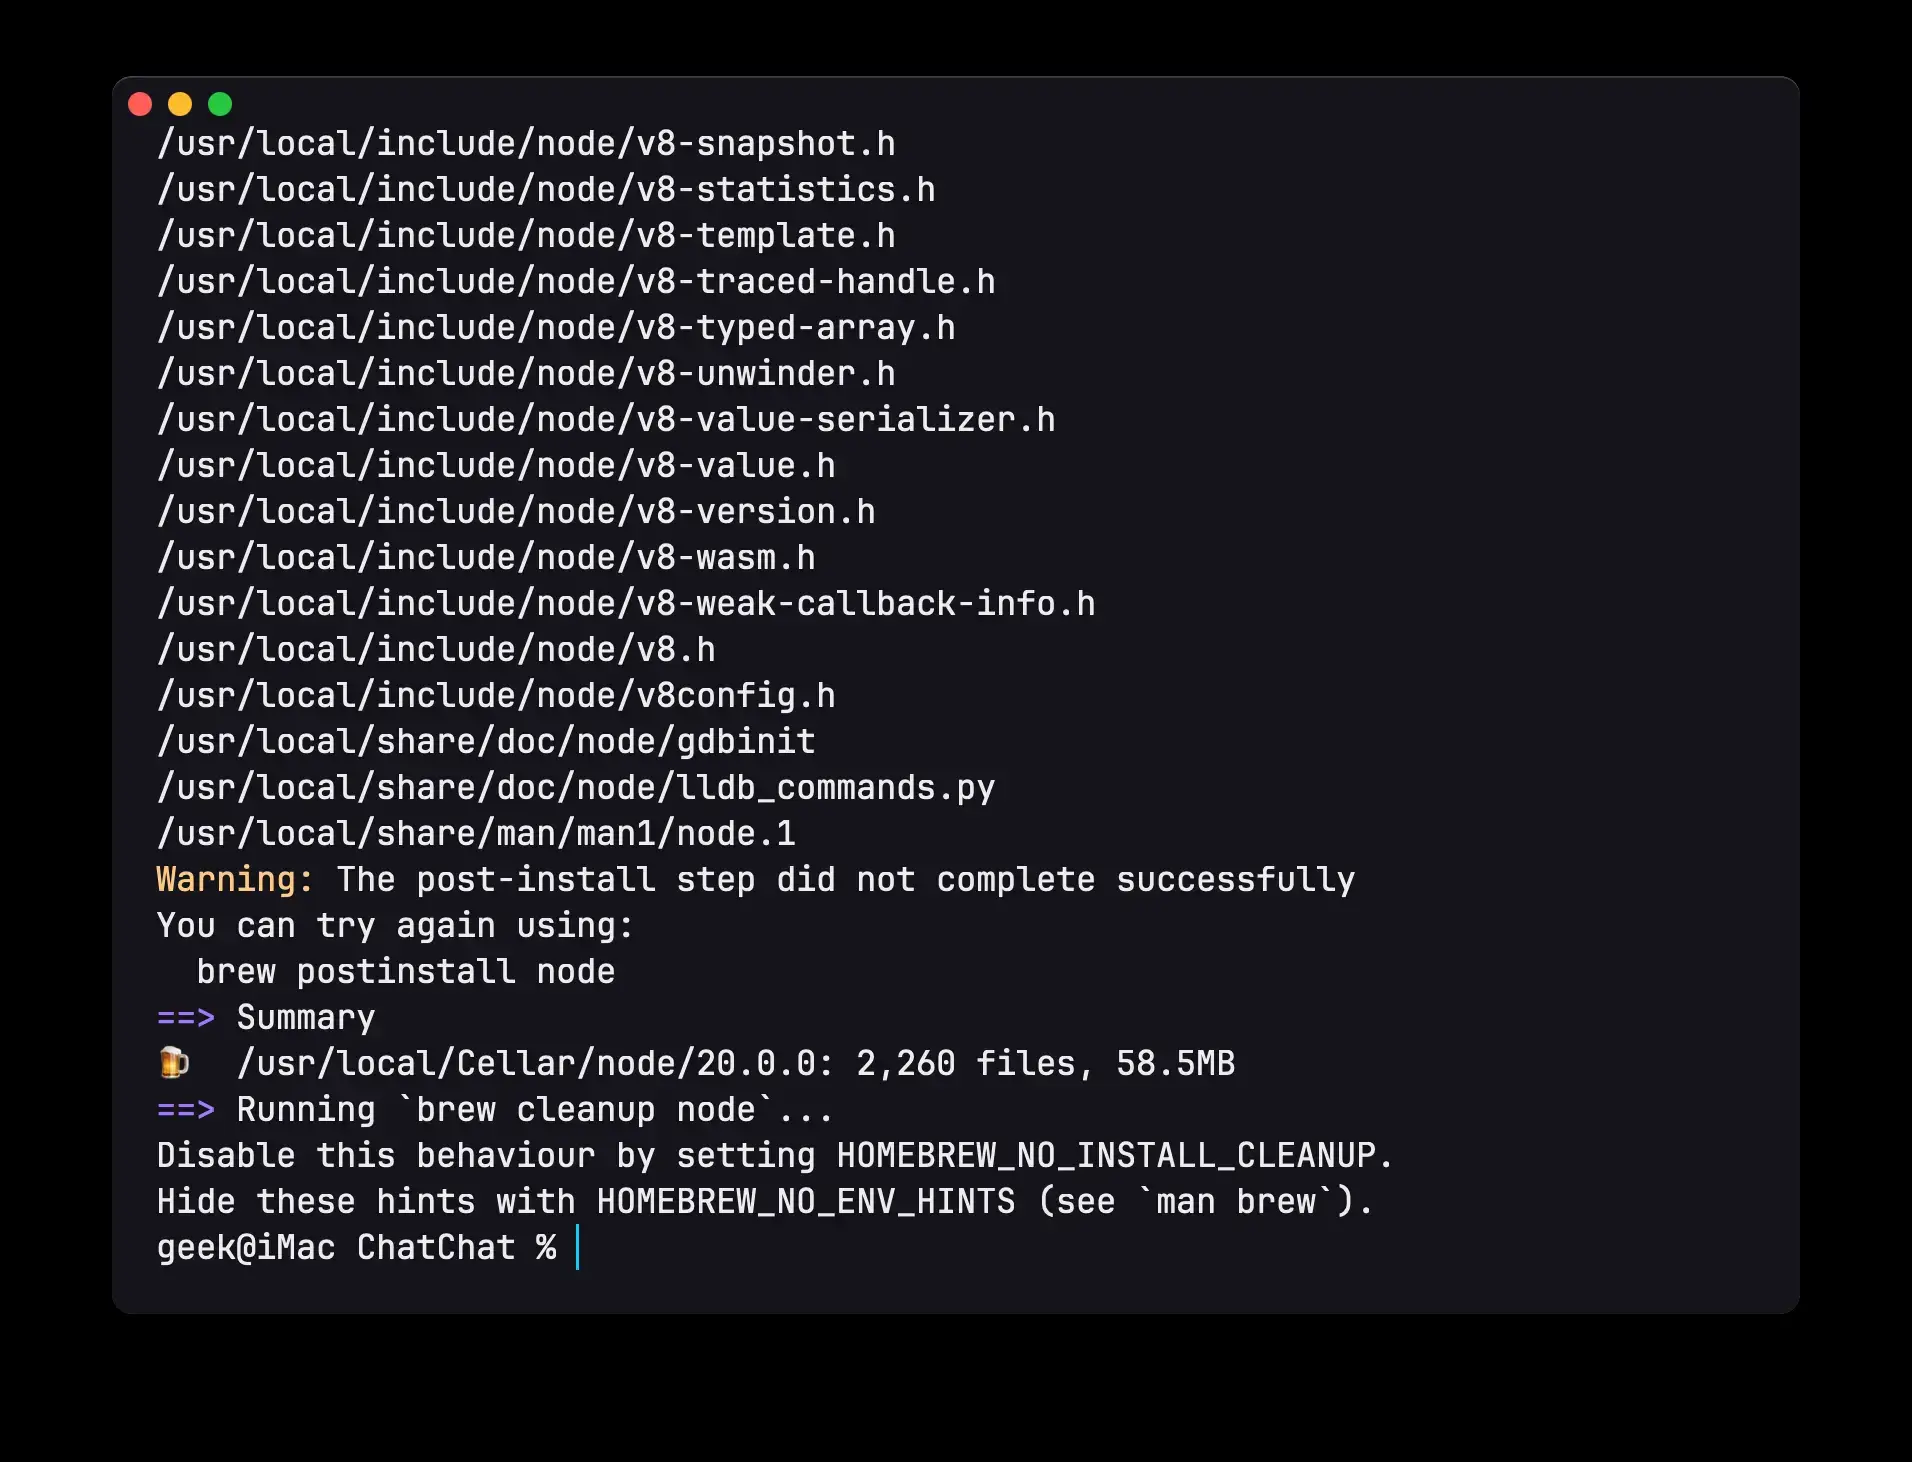 /usr/local/include/node/v8-snapshot.h
/usr/local/include/node/v8-statistics.h
/usr/local/include/node/v8-template.h
/usr/local/include/node/v8-traced-handle.h
/usr/local/include/node/v8-typed-array.h
/usr/local/include/node/v8-unwinder.h
/usr/local/include/node/v8-value-serializer.h
/usr/local/include/node/v8-value.h
/usr/local/include/node/v8-version.h
/usr/local/include/node/v8-wasm.h
/usr/local/include/node/v8-weak-callback-info.h
/usr/local/include/node/v8.h
/usr/local/include/node/v8config.h
/usr/local/share/doc/node/gdbinit
/usr/local/share/doc/node/lldb_commands.py
/usr/local/share/man/man1/node.1
Warning: The post-install step did not complete successfully
You can try again using:
  brew postinstall node
==> Summary
🍺  /usr/local/Cellar/node/20.0.0: 2,260 files, 58.5MB
==> Running `brew cleanup node`...
Disable this behaviour by setting HOMEBREW_NO_INSTALL_CLEANUP.
Hide these hints with HOMEBREW_NO_ENV_HINTS (see `man brew`).
geek@iMac ChatChat %